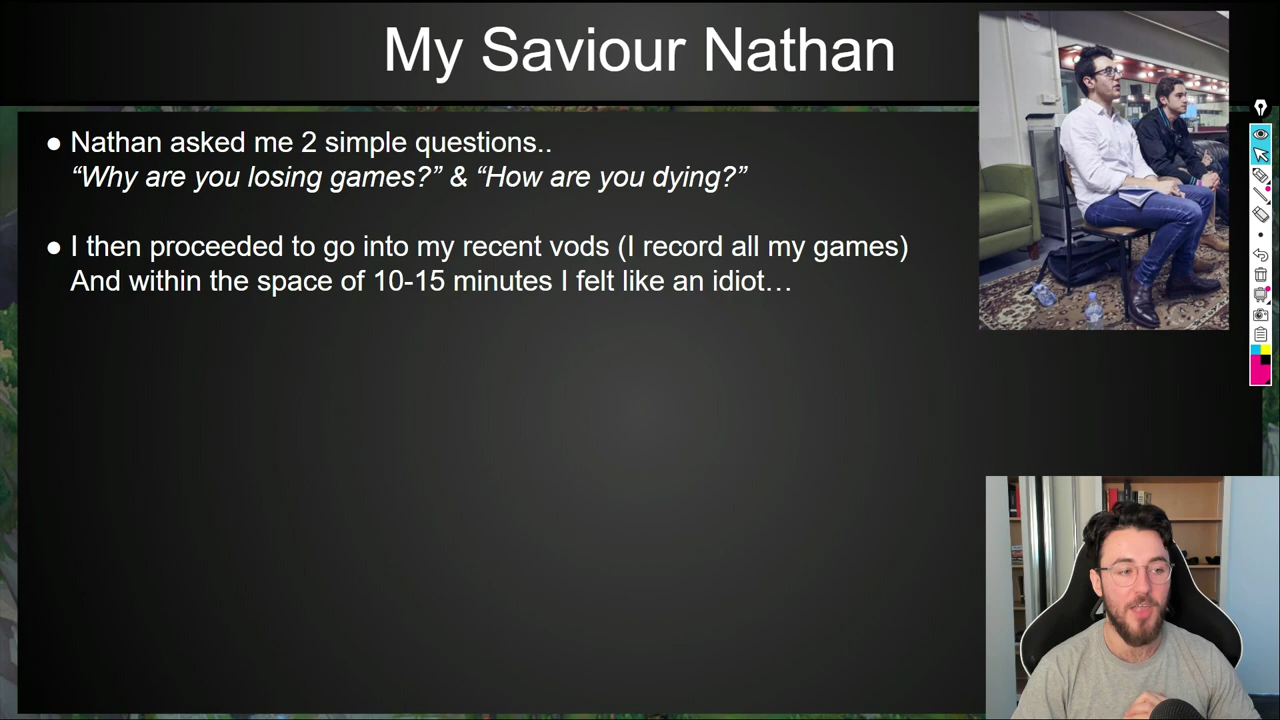 My Saviour Nathan
● Nathan asked me 2 simple questions..
“Why are you losing games?” & “How are you dying?”
● I then proceeded to go into my recent vods (I record all my games)
And within the space of 10-15 minutes I felt like an idiot…